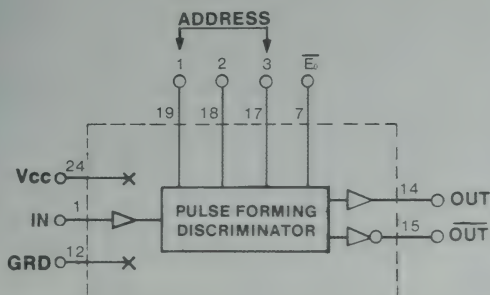 ADDRESS
1 2 3 E̅₀
19 18 17 7
Vcc 24
IN 1
GRD 12
PULSE FORMING
DISCRIMINATOR
14 OUT
15 O̅U̅T̅